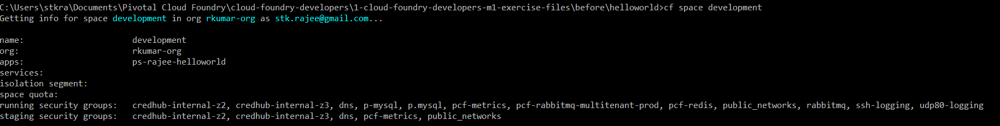 C:\Users\stkra\Documents\Pivotal Cloud Foundry\cloud-foundry-developers\1-cloud-foundry-developers-m1-exercise-files\before\helloworld>cf space development
Getting info for space development in org rkumar-org as stk.rajee@gmail.com...
name: development
org: rkumar-org
apps: ps-rajee-helloworld
services:
isolation segment:
space quota:
running security groups: credhub-internal-z2, credhub-internal-z3, dns, p-mysql, p.mysql, pcf-metrics, pcf-rabbitmq-multitenant-prod, pcf-redis, public_networks, rabbitmq, ssh-logging, udp80-logging
staging security groups: credhub-internal-z2, credhub-internal-z3, dns, pcf-metrics, public_networks